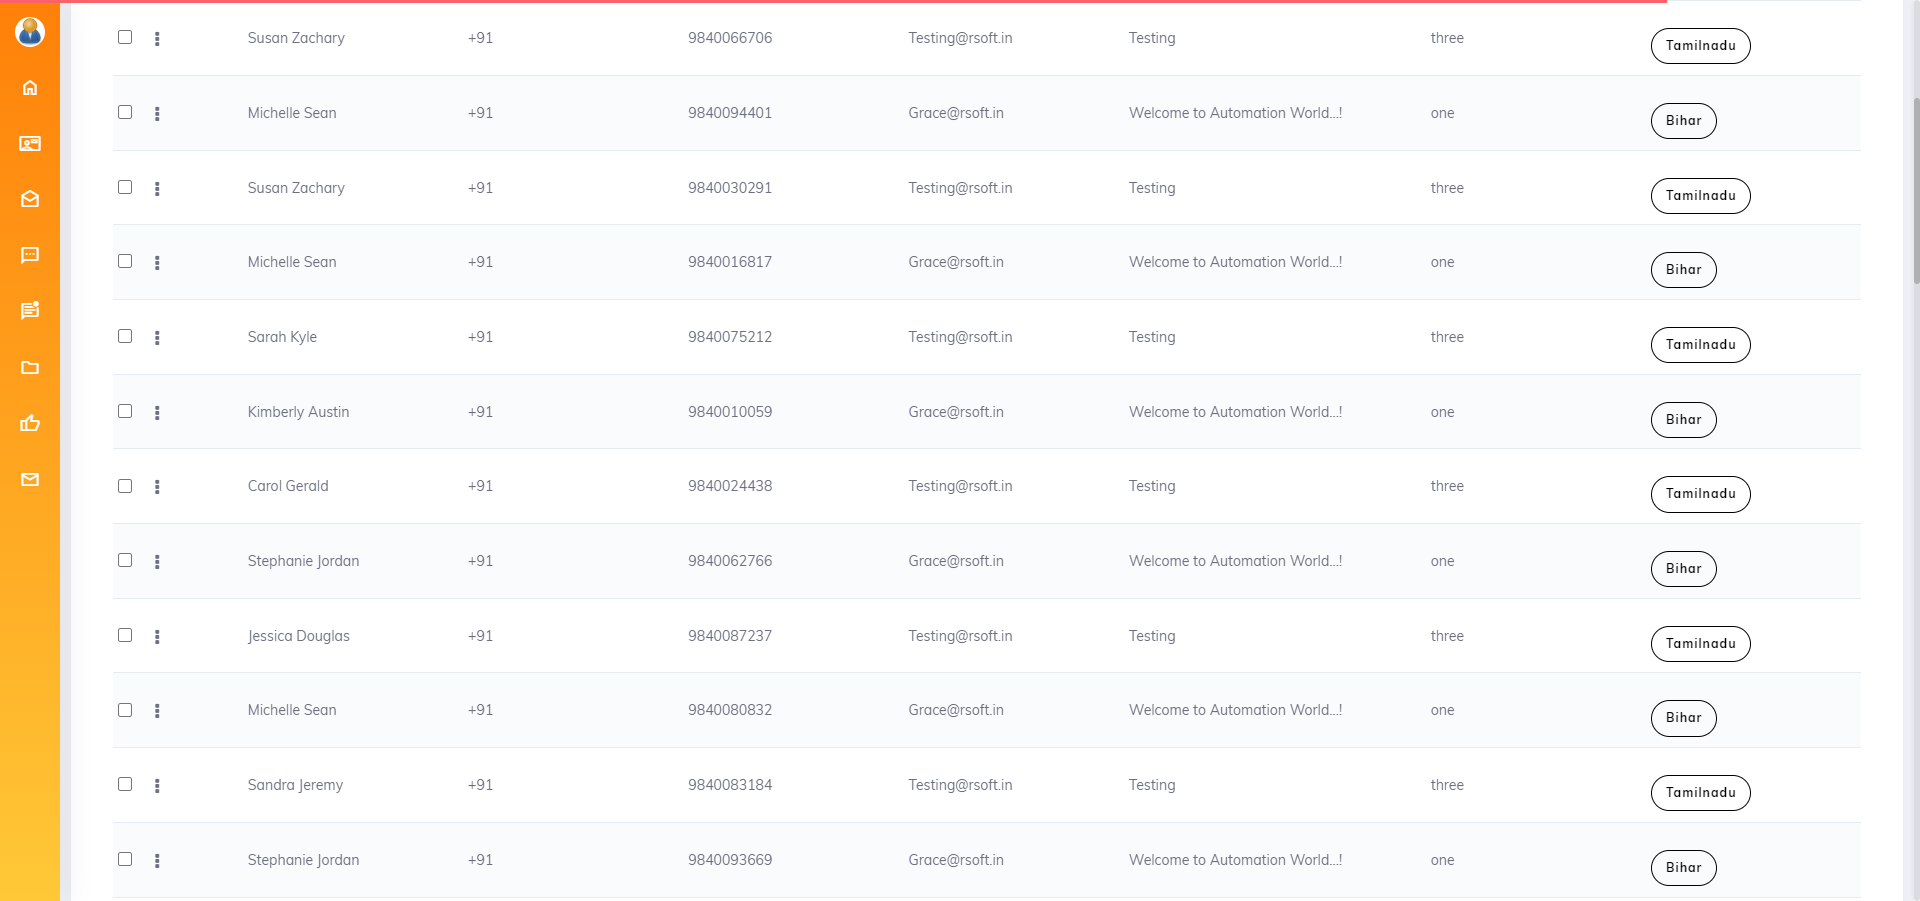 Susan Zachary +91 9840066706 Testing@rsoft.in Testing three Tamilnadu
Michelle Sean +91 9840094401 Grace@rsoft.in Welcome to Automation World...! one Bihar
Susan Zachary +91 9840030291 Testing@rsoft.in Testing three Tamilnadu
Michelle Sean +91 9840016817 Grace@rsoft.in Welcome to Automation World...! one Bihar
Sarah Kyle +91 9840075212 Testing@rsoft.in Testing three Tamilnadu
Kimberly Austin +91 9840010059 Grace@rsoft.in Welcome to Automation World...! one Bihar
Carol Gerald +91 9840024438 Testing@rsoft.in Testing three Tamilnadu
Stephanie Jordan +91 9840062766 Grace@rsoft.in Welcome to Automation World...! one Bihar
Jessica Douglas +91 9840087237 Testing@rsoft.in Testing three Tamilnadu
Michelle Sean +91 9840080832 Grace@rsoft.in Welcome to Automation World...! one Bihar
Sandra Jeremy +91 9840083184 Testing@rsoft.in Testing three Tamilnadu
Stephanie Jordan +91 9840093669 Grace@rsoft.in Welcome to Automation World...! one Bihar